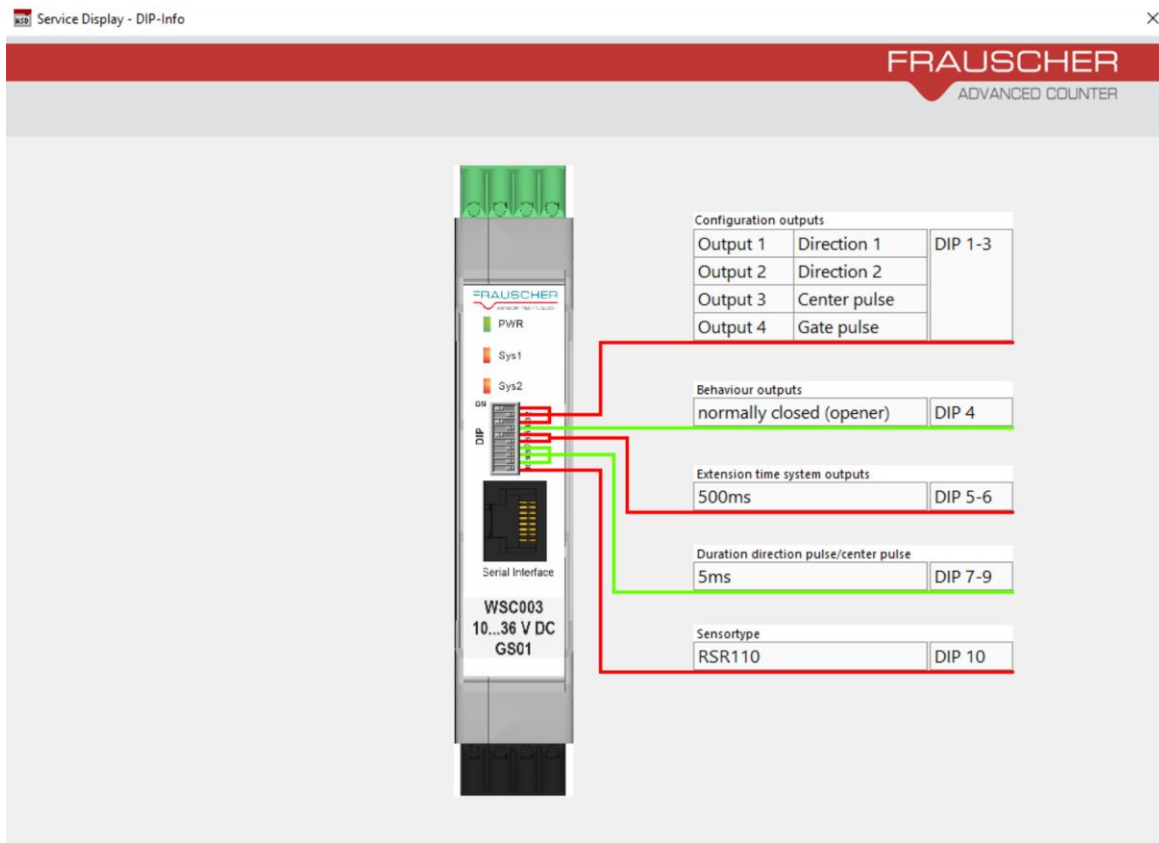 Service Display - DIP-Info
FRAUSCHER
ADVANCED COUNTER
FRAUSCHER
PWR
Sys1
Sys2
ON
DIP
Serial Interface
WSC003
10...36 V DC
GS01
Configuration outputs
Output 1 Direction 1 DIP 1-3
Output 2 Direction 2
Output 3 Center pulse
Output 4 Gate pulse
Behaviour outputs
normally closed (opener) DIP 4
Extension time system outputs
500ms DIP 5-6
Duration direction pulse/center pulse
5ms DIP 7-9
Sensortype
RSR110 DIP 10